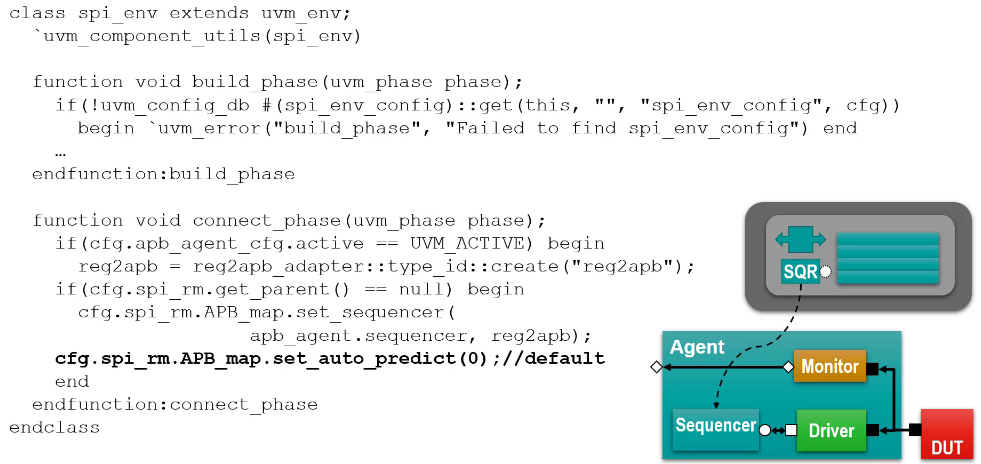 class spi_env extends uvm_env;
`uvm_component_utils(spi_env)
function void build_phase(uvm_phase phase);
if(!uvm_config_db #(spi_env_config)::get(this, "", "spi_env_config", cfg))
begin `uvm_error("build_phase", "Failed to find spi_env_config") end
…
endfunction:build_phase
function void connect_phase(uvm_phase phase);
if(cfg.apb_agent_cfg.active == UVM_ACTIVE) begin
reg2apb = reg2apb_adapter::type_id::create("reg2apb");
if(cfg.spi_rm.get_parent() == null) begin
cfg.spi_rm.APB_map.set_sequencer(
apb_agent.sequencer, reg2apb);
cfg.spi_rm.APB_map.set_auto_predict(0);//default
end
endfunction:connect_phase
endclass
SQR
Agent
Monitor
Sequencer
Driver
DUT